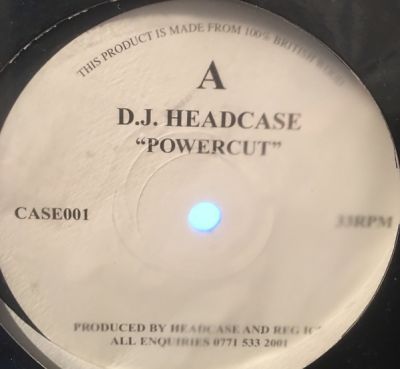 THIS PRODUCT IS MADE FROM 100% BRITISH
A
D.J. HEADCASE
“POWERCUT”
CASE001
33RPM
PRODUCED BY HEADCASE AND REG
ALL ENQUIRIES 0771 533 2001